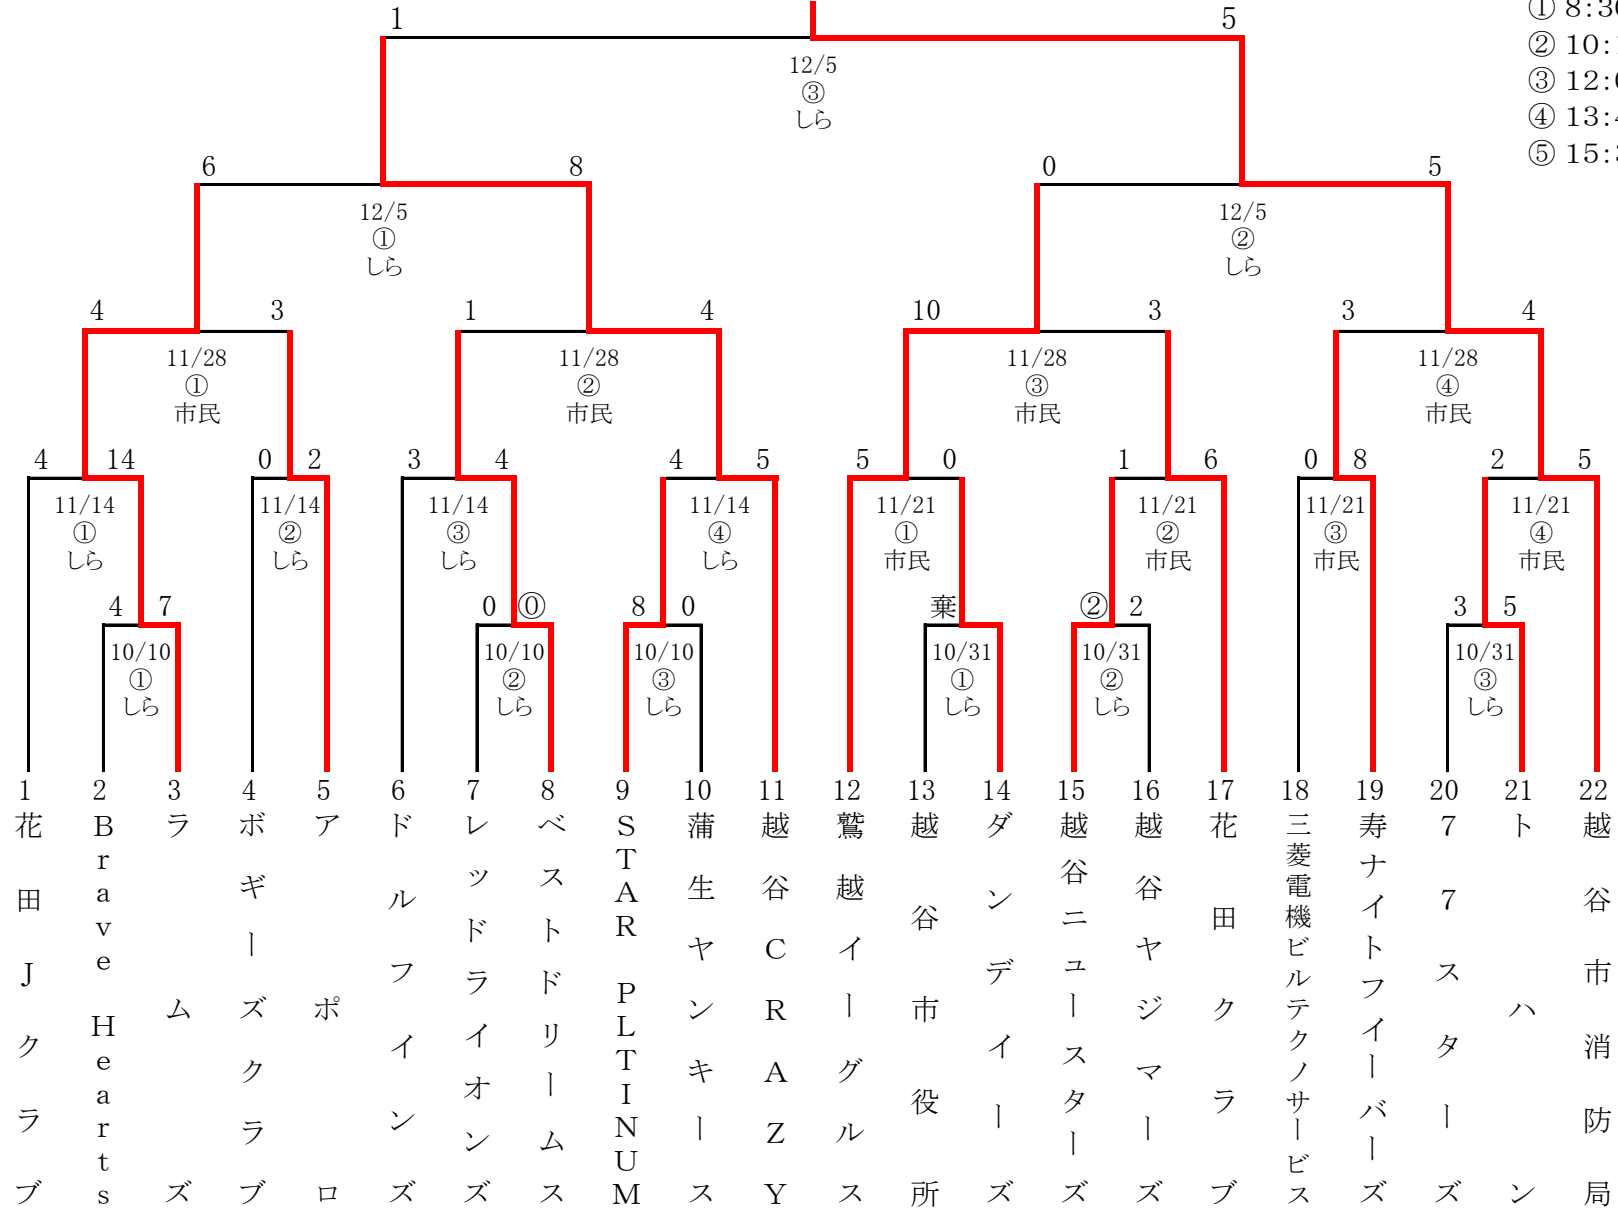 1 5
① 8:30
② 10:
③ 12:
④ 13:
⑤ 15:
12/5
③
しら
6 8 0 5
12/5 12/5
① ②
しら しら
4 3 1 4 10 3 3 4
11/28 11/28 11/28 11/28
① ② ③ ④
市民 市民 市民 市民
4 14 0 2 3 4 4 5 5 0 1 6 0 8 2 5
11/14 11/14 11/14 11/14 11/21 11/21 11/21 11/21
① ② ③ ④ ① ② ③ ④
しら しら しら しら 市民 市民 市民 市民
4 7 0 ⓪ 8 0 棄 ② 2 3 5
10/10 10/10 10/10 10/31 10/31 10/31
① ② ③ ① ② ③
しら しら しら しら しら しら
1 花田Jクラブ
2 Brave Hearts
3 ラムズ
4 ボギーズクラブ
5 アポロ
6 ドルフインズ
7 レッドライオンズ
8 ベストドリームス
9 STAR PLTINUM
10 蒲生ヤンキース
11 越谷CRAZY
12 鷲越イーグルス
13 越谷市役所
14 ダンデイーズ
15 越谷ニュースターズ
16 越谷ヤジマーズ
17 花田クラブ
18 三菱電機ビルテクノサービス
19 寿ナイトフイーバーズ
20 77スターズ
21 トハン
22 越谷市消防局